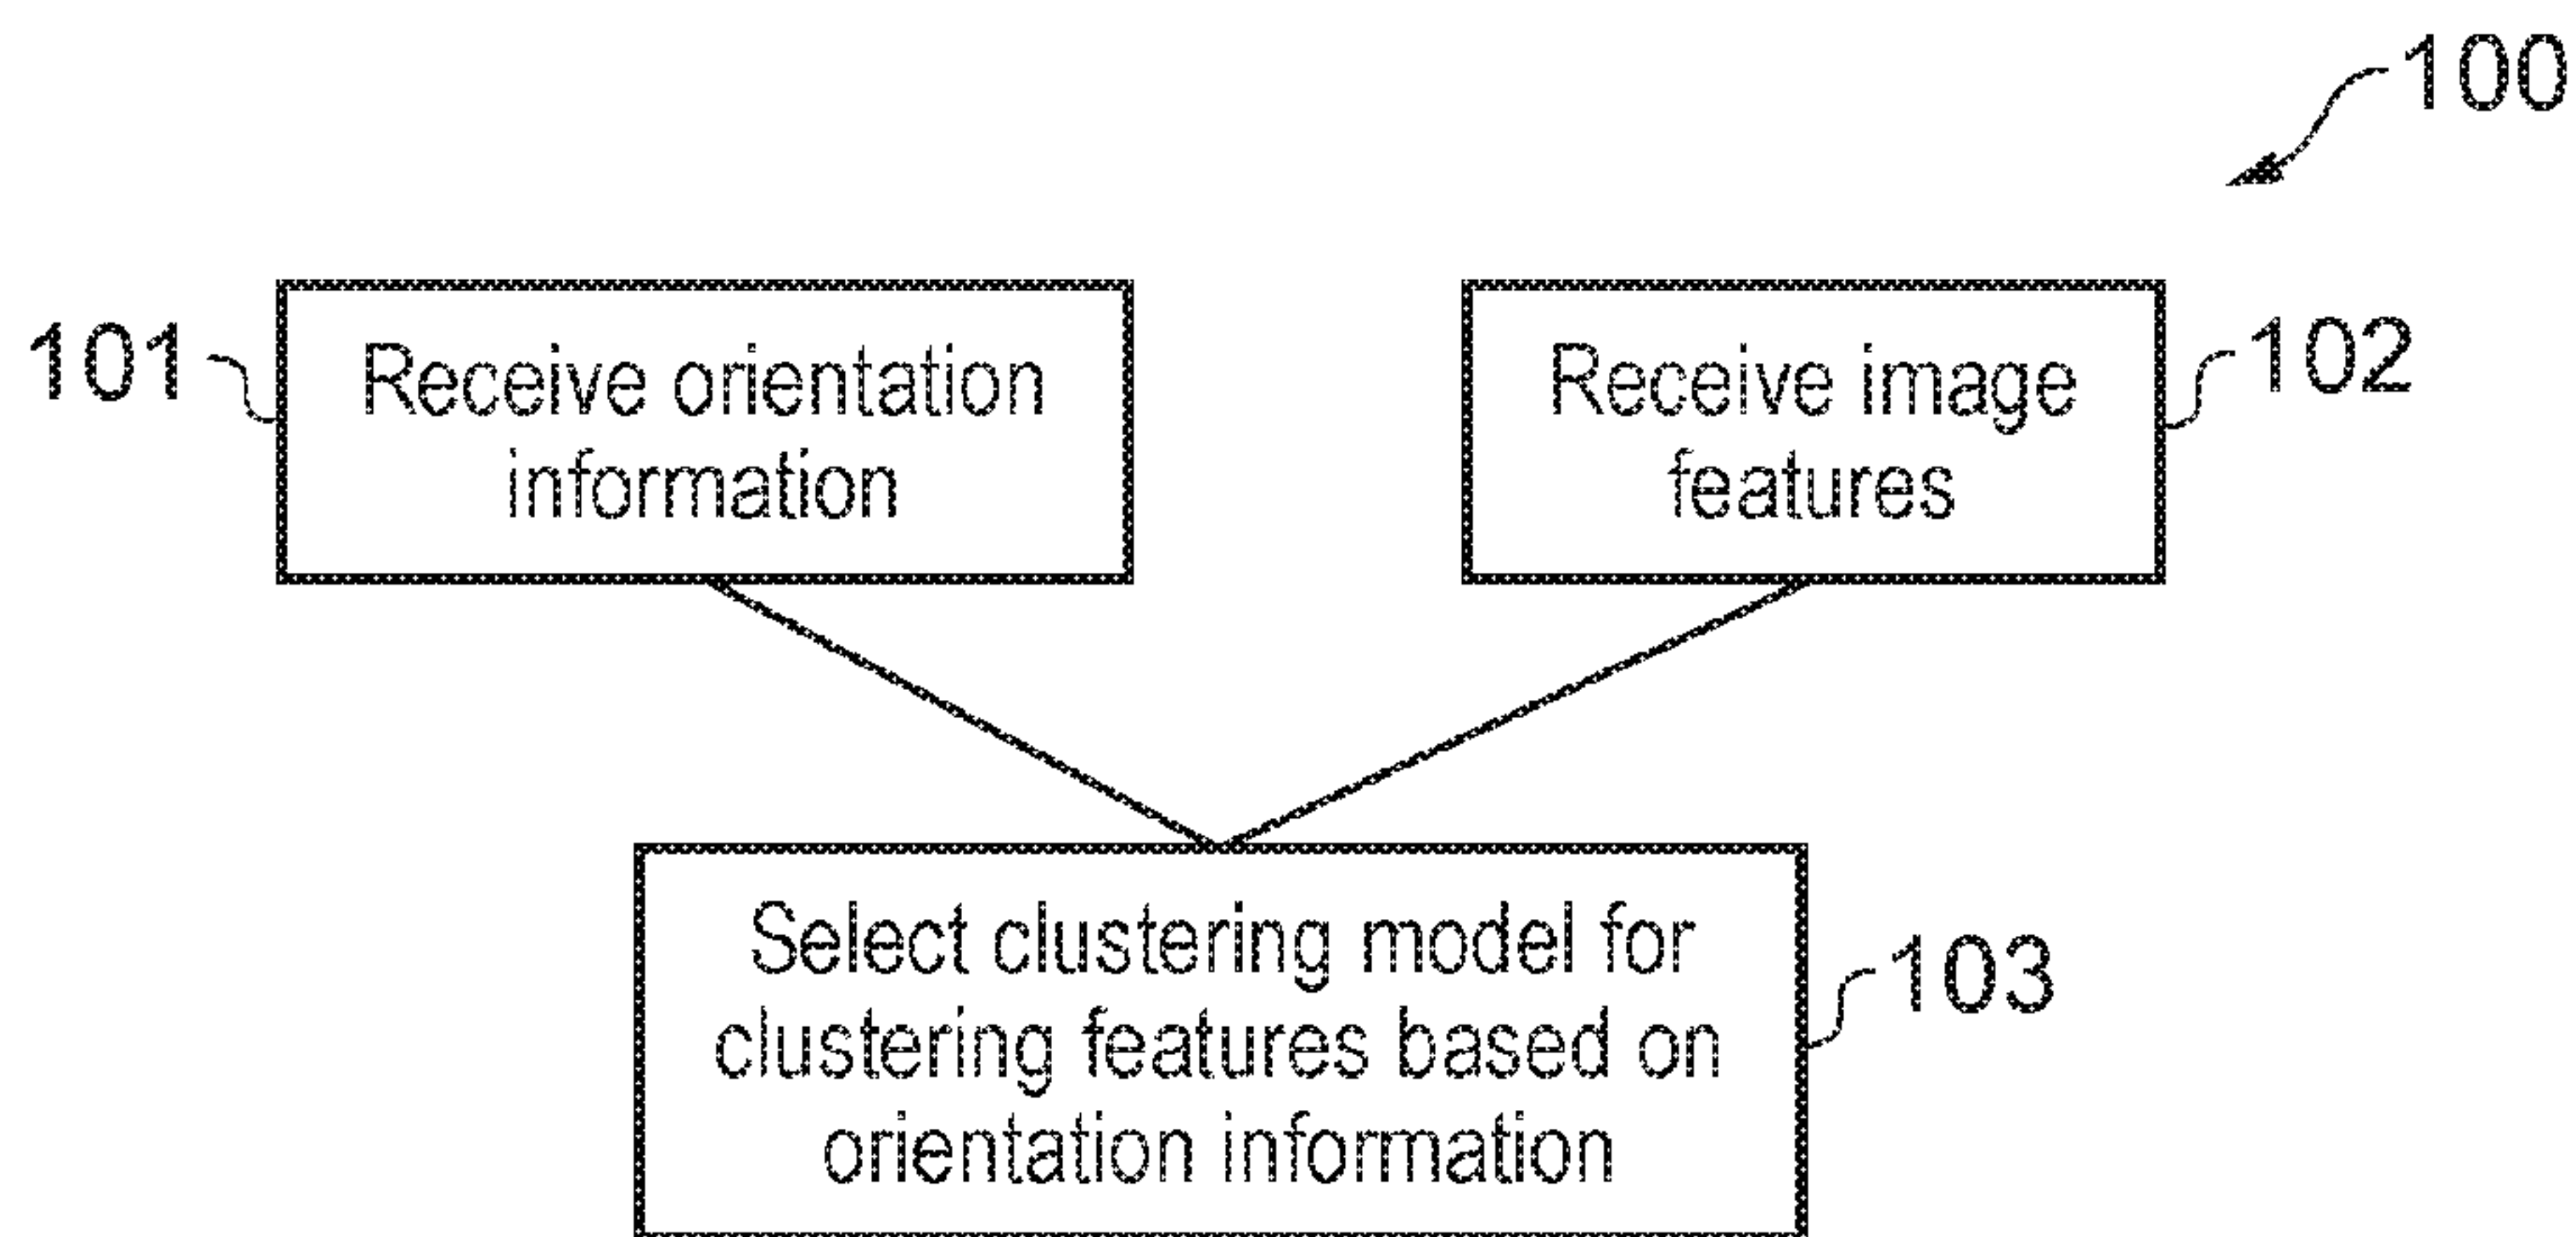 100
101
Receive orientation
information
Receive image
features
102
Select clustering model for
clustering features based on
orientation information
103